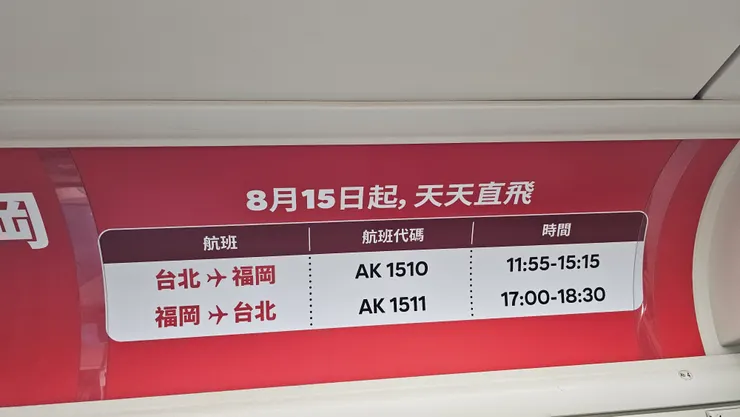 岡
8月15日起, 天天直飛
航班 航班代碼 時間
台北 ✈ 福岡 AK 1510 11:55-15:15
福岡 ✈ 台北 AK 1511 17:00-18:30